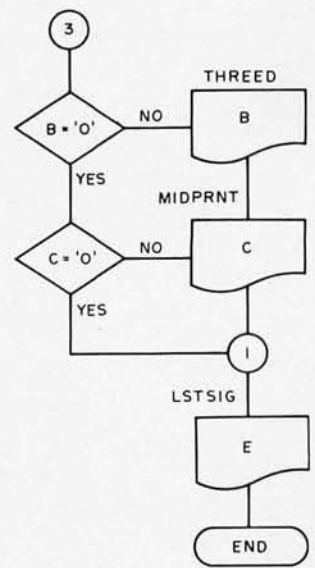 3
THREED
B = 'O' NO B
YES
MIDPRNT
C = 'O' NO C
YES
1
LSTSIG
E
END